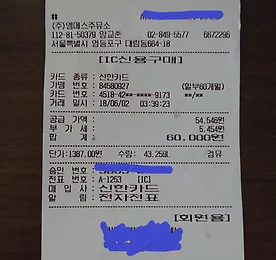 #
(주)앰에스주유소
112-81-50379 양교준 02-849-5577 6672296
서울특별시 영등포구 대림동664-18
[IC신용구매]
카드 종류 : 신한카드
가맹 번호 : 84580927 (일부60개월)
카드 번호 : 4518-42**-****-9173 **/**
거래 일시 : 18/06/02 03:39:23
공급 가액 : 54.546원
부 가 세 : 5.454원
합 계 : 60.000원
단가:1387.00원 수량: 43.259L 경유
승인 번호 :
전표 번호 : A-1253 [IC]
매 입 사 : 신한카드
알 림 : 전자전표
[회원용]